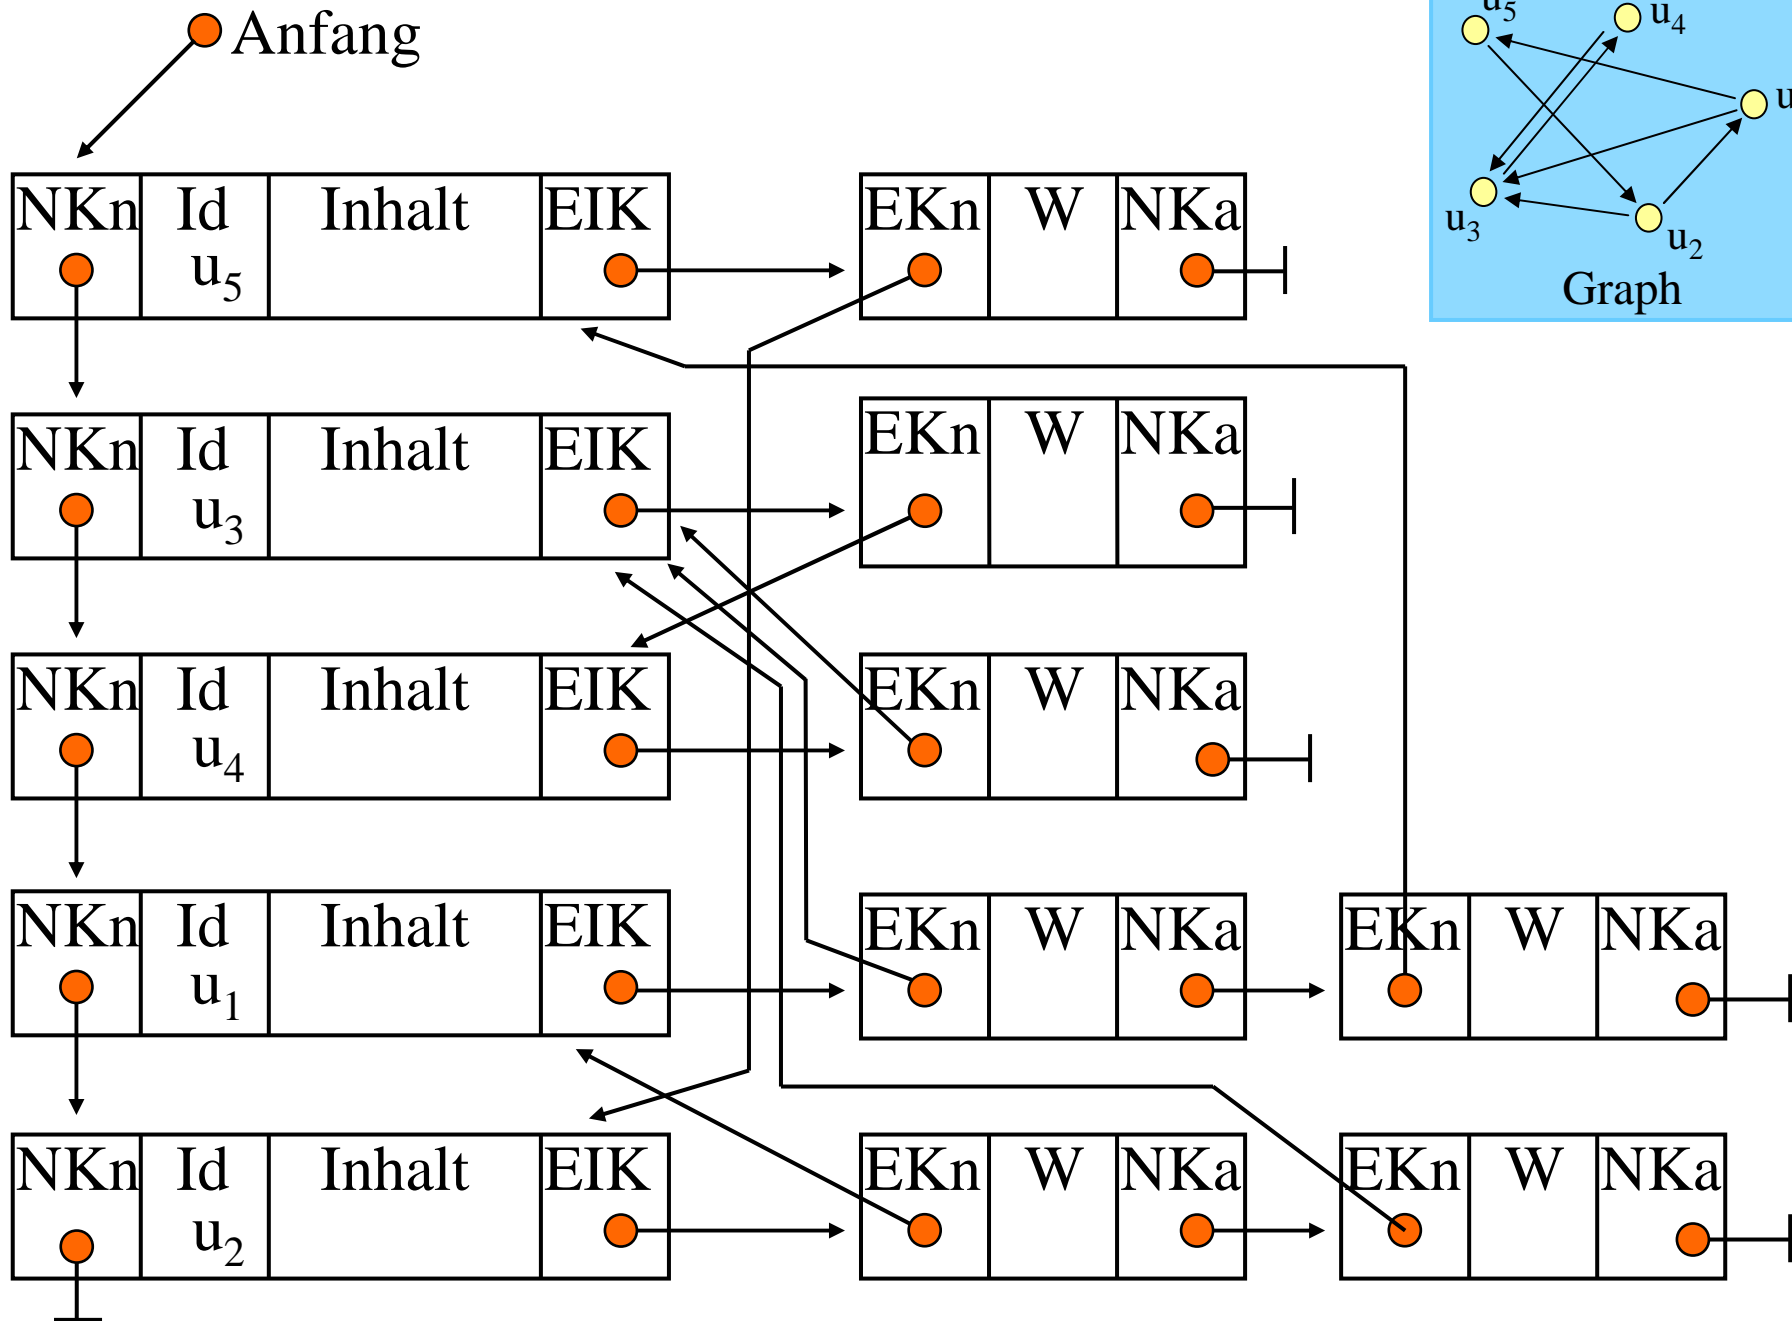 Anfang
u5
u4
u
u3
u2
Graph
NKn Id Inhalt EIK EKn W NKa
u5
NKn Id Inhalt EIK EKn W NKa
u3
NKn Id Inhalt EIK EKn W NKa
u4
NKn Id Inhalt EIK EKn W NKa EKn W NKa
u1
NKn Id Inhalt EIK EKn W NKa EKn W NKa
u2